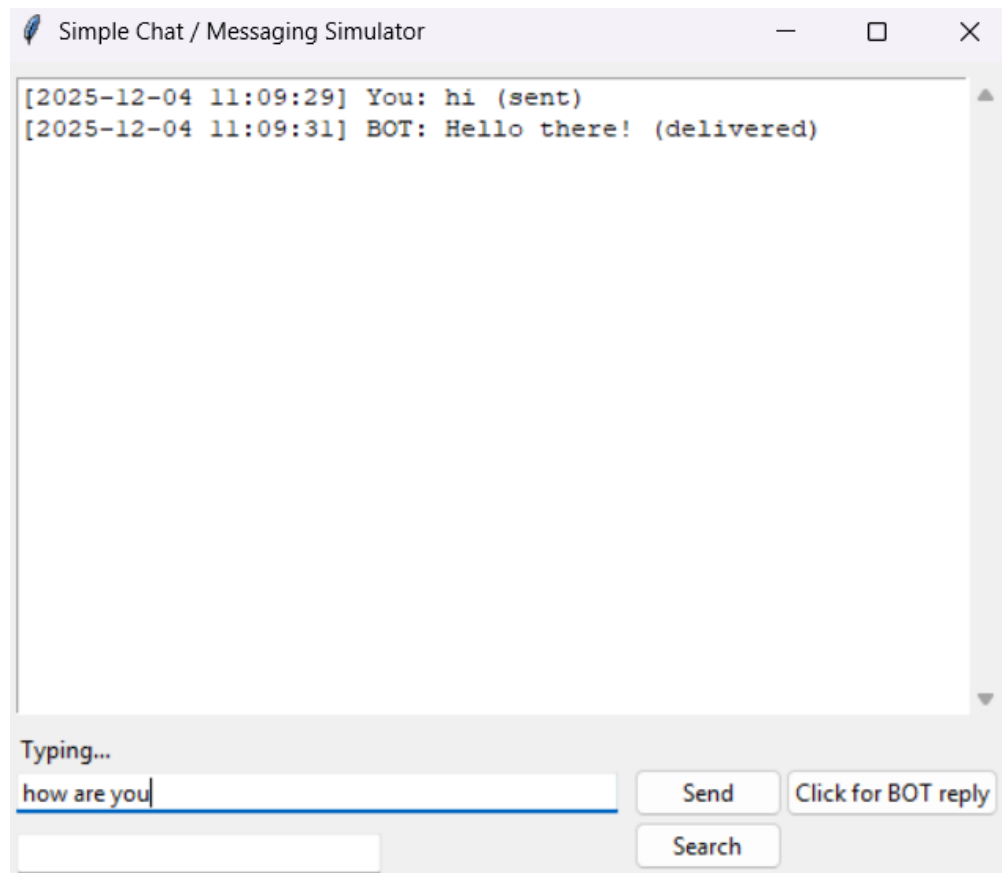 Simple Chat / Messaging Simulator
[2025-12-04 11:09:29] You: hi (sent)
[2025-12-04 11:09:31] BOT: Hello there! (delivered)
Typing...
how are you
Send
Click for BOT reply
Search